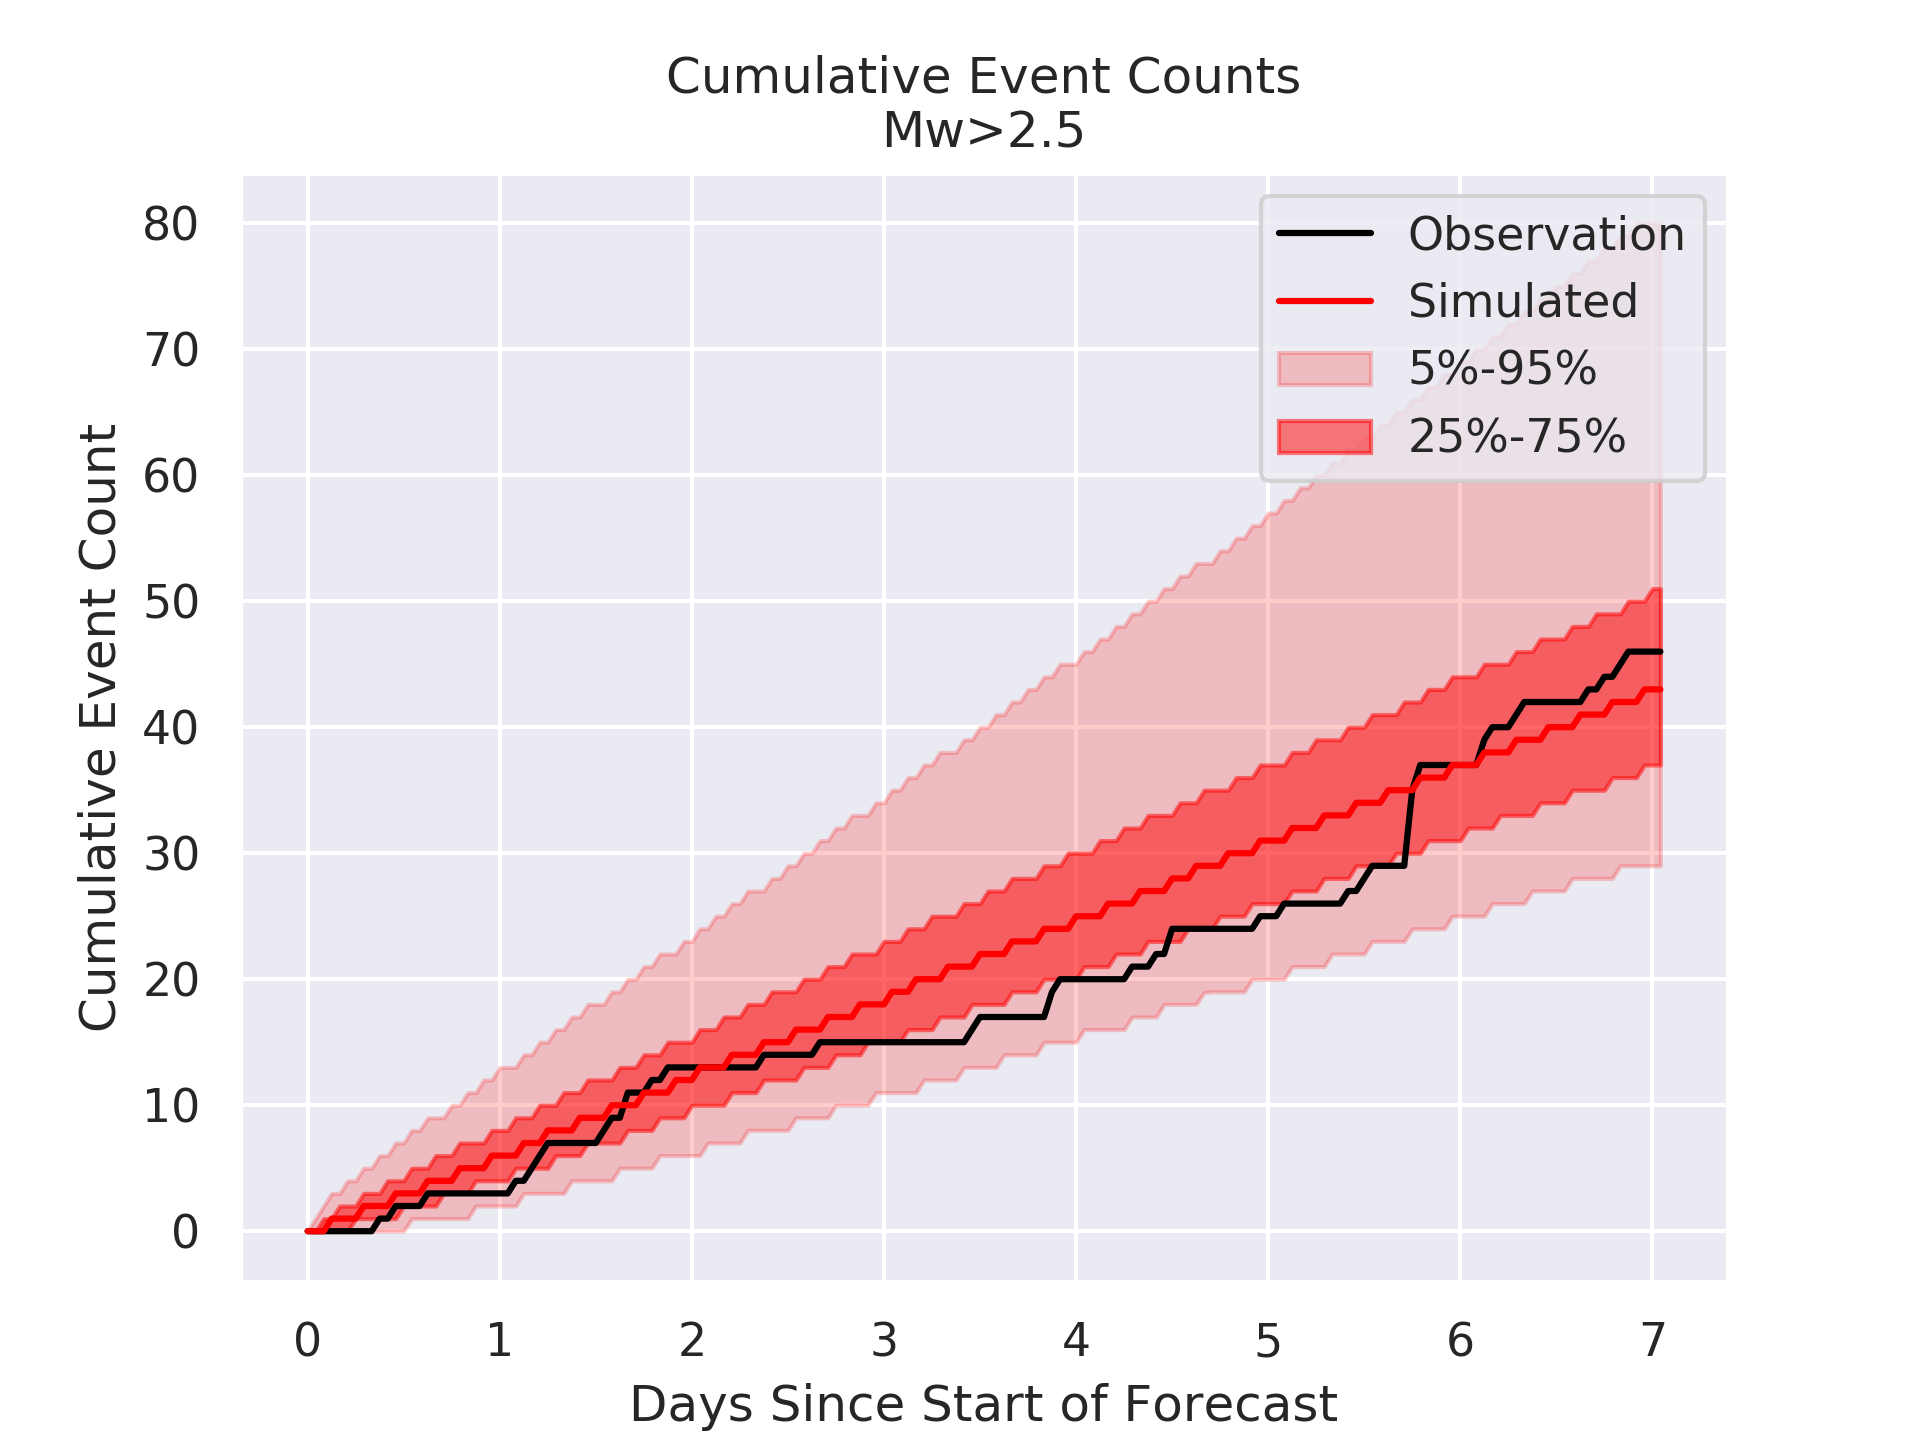 Cumulative Event Counts
Mw>2.5
Observation
Simulated
5%-95%
25%-75%
Cumulative Event Count
80
70
60
50
40
30
20
10
0
0 1 2 3 4 5 6 7
Days Since Start of Forecast